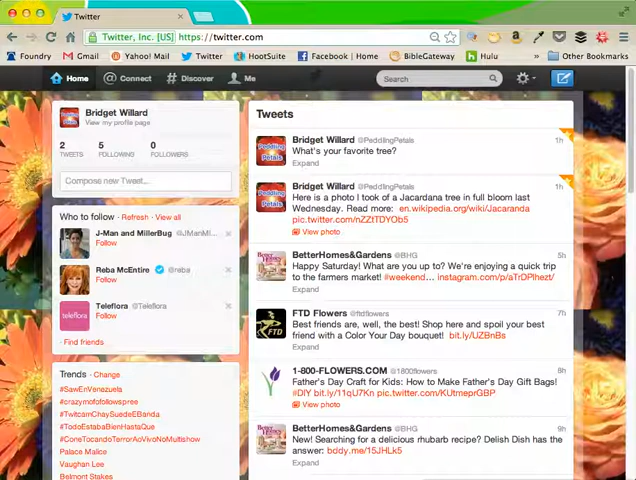 Twitter
Twitter, Inc. [US] https://twitter.com
Foundry Gmail Yahoo! Mail Twitter HootSuite Facebook | Home BibleGateway Hulu » Other Bookmarks
Home @ Connect # Discover Me Search
Bridget Willard
View my profile page
2 5 0
TWEETS FOLLOWING FOLLOWERS
Compose new Tweet...
Who to follow · Refresh · View all
J-Man and MillerBug @JManMi...
Follow
Reba McEntire @reba
Follow
Teleflora @Teleflora
Follow
teleflora
Find friends
Trends · Change
#SawEnVenezuela
#crazymofofollowspree
#TwitcamChaySuedeEBanda
#TodoEstabaBienHastaQue
#ConeTocandoTerrorAoVivoNoMultishow
Palace Malice
Vaughan Lee
Belmont Stakes
Tweets
Peddling Petals
Bridget Willard @PeddlingPetals 1h
What's your favorite tree?
Expand
Peddling Petals
Bridget Willard @PeddlingPetals 1h
Here is a photo I took of a Jacardana tree in full bloom last
Wednesday. Read more: en.wikipedia.org/wiki/Jacaranda
pic.twitter.com/nZZtTDYOb5
View photo
BetterHomes&Gardens @BHG 5h
Happy Saturday! What are you up to? We're enjoying a quick trip
to the farmers market! #weekend... instagram.com/p/aTrOPlhezt/
Expand
FTD
FTD Flowers @ftdflowers 7h
Best friends are, well, the best! Shop here and spoil your best
friend with a Color Your Day bouquet! bit.ly/UZBnBs
Expand
1-800-FLOWERS.COM @1800flowers 8h
Father's Day Craft for Kids: How to Make Father's Day Gift Bags!
#DIY bit.ly/11qU7Kn pic.twitter.com/KUtmeprGBP
View photo
BetterHomes&Gardens @BHG 9h
New! Searching for a delicious rhubarb recipe? Delish Dish has the
answer: bddy.me/15JHLk5
Expand